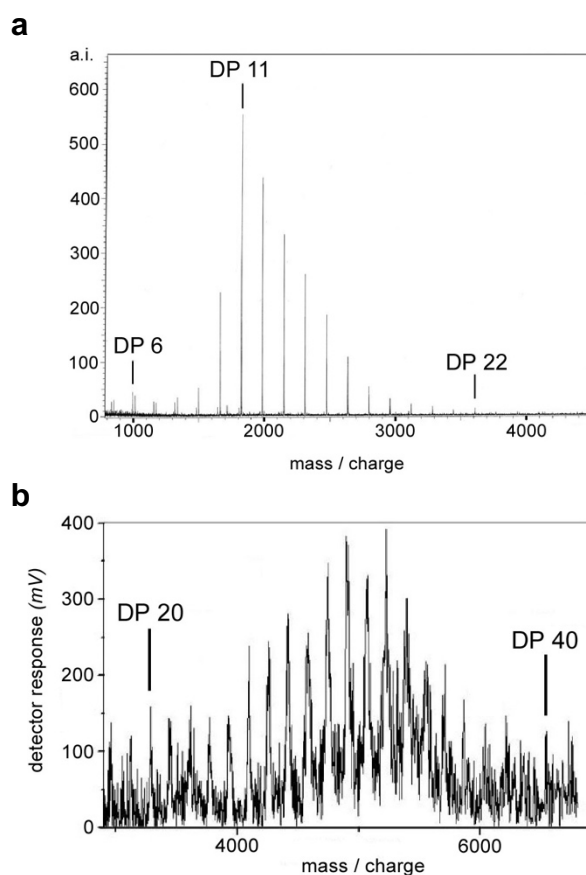 a
a.i.
DP 11
600
500
400
300
200
DP 6
DP 22
100
0
1000 2000 3000 4000
mass / charge
b
400
DP 20
DP 40
300
200
100
0
detector response (mV)
4000 6000
mass / charge